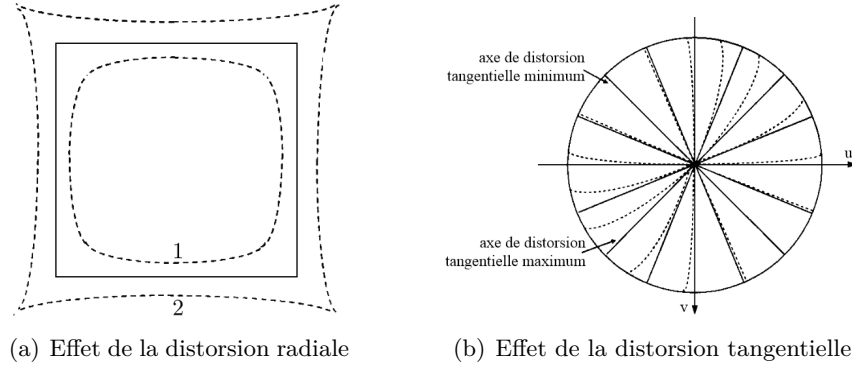 1
2
axe de distorsion
tangentielle minimum
u
axe de distorsion
tangentielle maximum
v
(a) Effet de la distorsion radiale
(b) Effet de la distorsion tangentielle